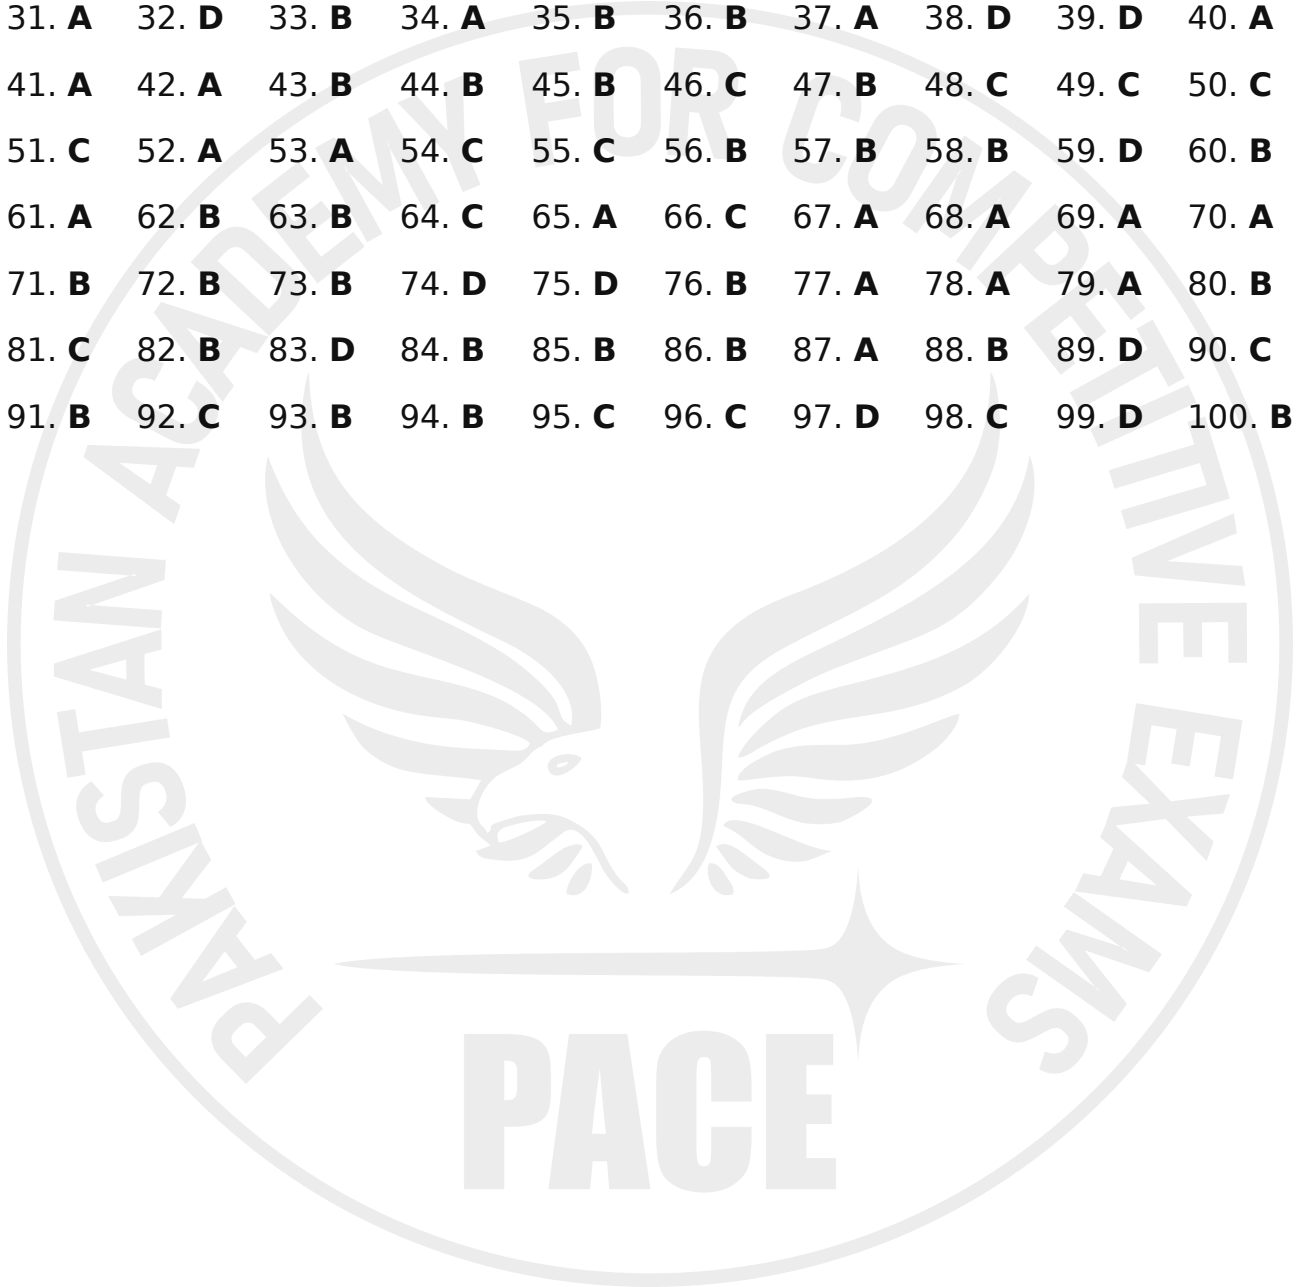 31. A 32. D 33. B 34. A 35. B 36. B 37. A 38. D 39. D 40. A
41. A 42. A 43. B 44. B 45. B 46. C 47. B 48. C 49. C 50. C
51. C 52. A 53. A 54. C 55. C 56. B 57. B 58. B 59. D 60. B
61. A 62. B 63. B 64. C 65. A 66. C 67. A 68. A 69. A 70. A
71. B 72. B 73. B 74. D 75. D 76. B 77. A 78. A 79. A 80. B
81. C 82. B 83. D 84. B 85. B 86. B 87. A 88. B 89. D 90. C
91. B 92. C 93. B 94. B 95. C 96. C 97. D 98. C 99. D 100. B
PAKISTAN ACADEMY FOR COMPETITIVE EXAMS
PACE